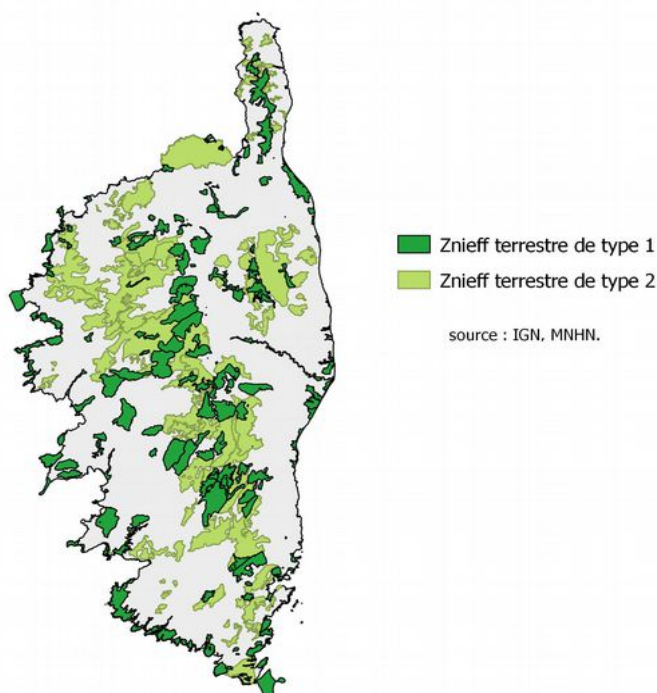 Znieff terrestre de type 1
Znieff terrestre de type 2
source : IGN, MNHN.